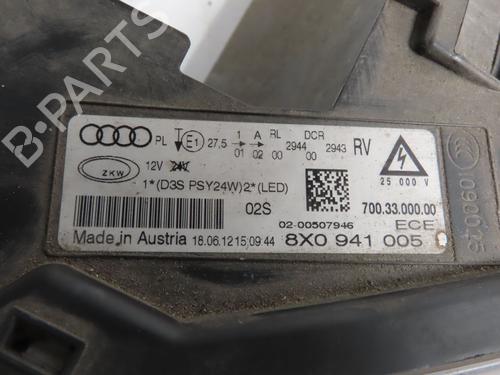 PL E1 27,5 1 A RL DCR RV
01 02 00 2944 00 2943
ZKW 12V 24V
25.000 V
1*(D3S PSY24W)2*(LED)
02S 700.33.000.00
02-00507946 ECE
Made in Austria 18.06.12 15:09:44 8X0 941 005
B-PARTS